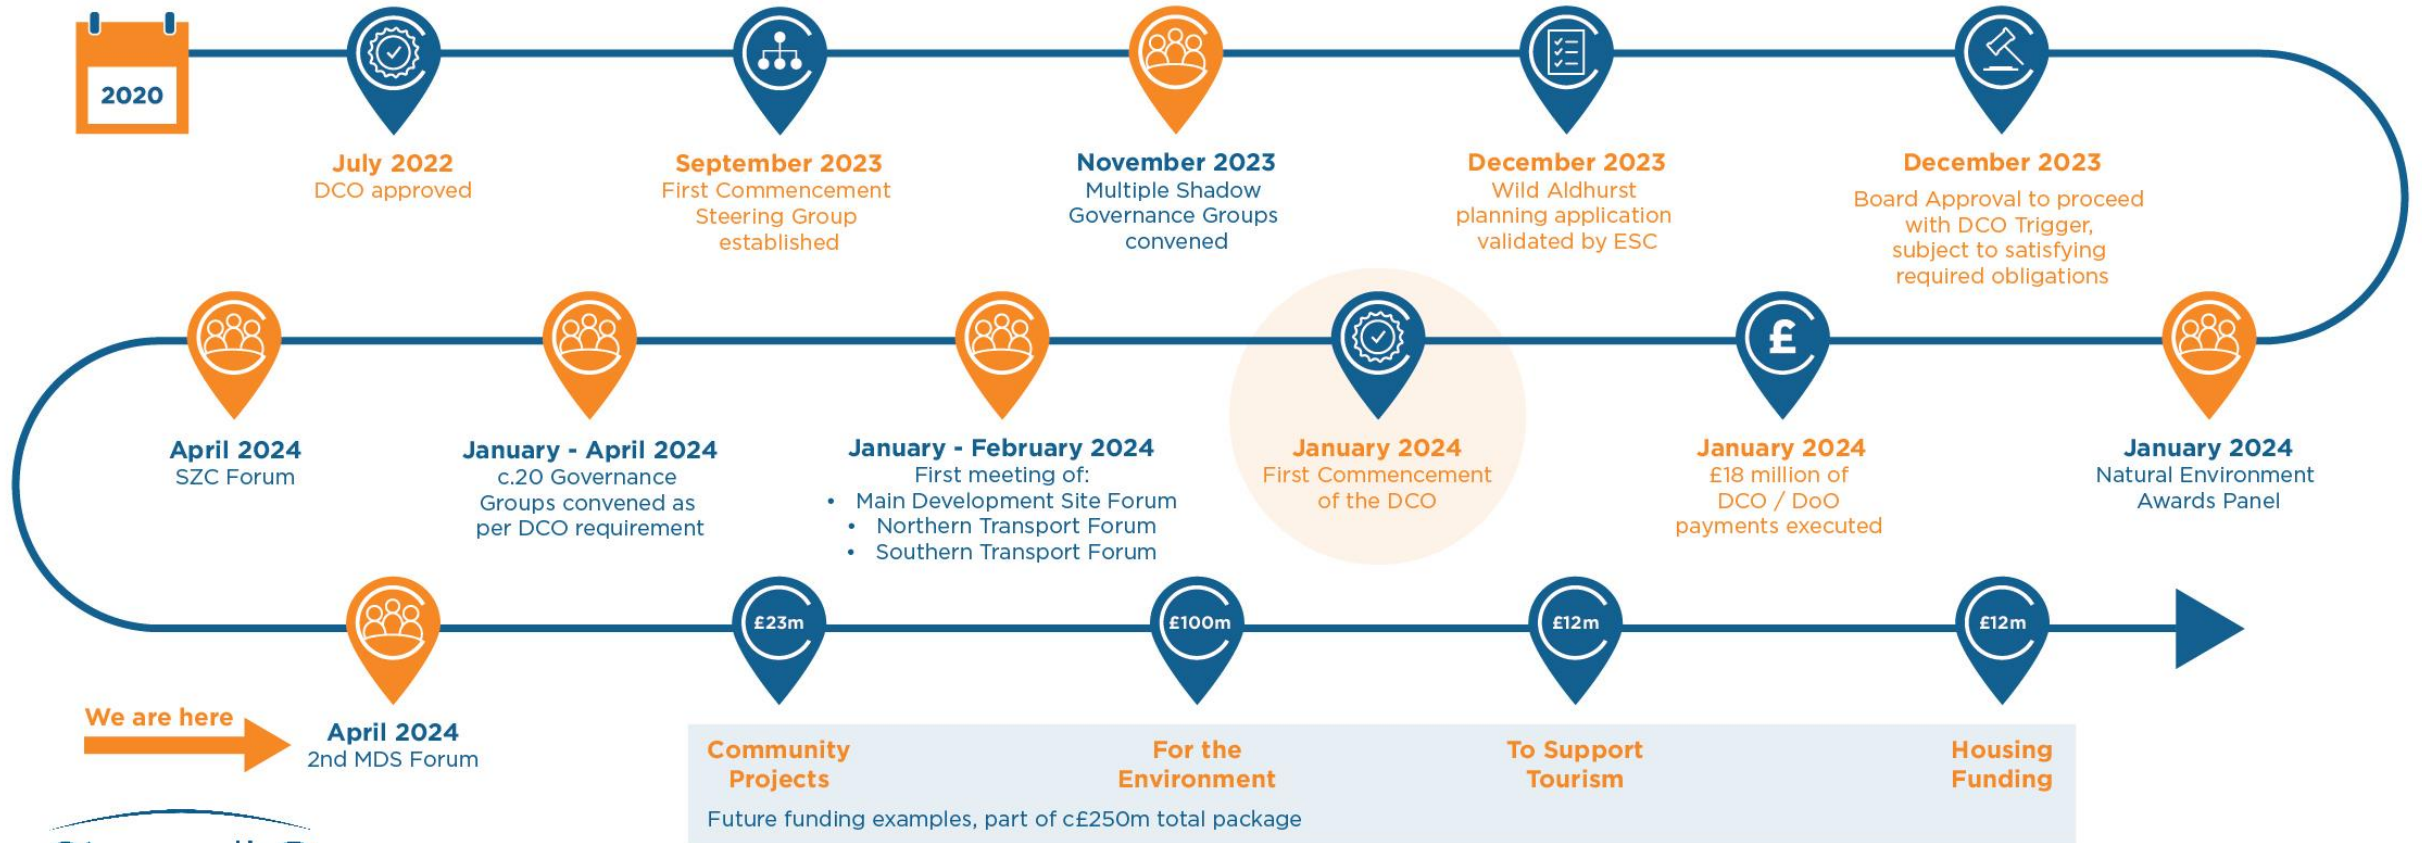 2020
July 2022
DCO approved
September 2023
First Commencement
Steering Group
established
November 2023
Multiple Shadow
Governance Groups
convened
December 2023
Wild Aldhurst
planning application
validated by ESC
December 2023
Board Approval to proceed
with DCO Trigger,
subject to satisfying
required obligations
£
January 2024
Natural Environment
Awards Panel
January 2024
£18 million of
DCO / DoO
payments executed
January 2024
First Commencement
of the DCO
January - February 2024
First meeting of:
• Main Development Site Forum
• Northern Transport Forum
• Southern Transport Forum
January - April 2024
c.20 Governance
Groups convened as
per DCO requirement
April 2024
SZC Forum
We are here
April 2024
2nd MDS Forum
£23m
Community
Projects
£100m
For the
Environment
£12m
To Support
Tourism
£12m
Housing
Funding
Future funding examples, part of c£250m total package